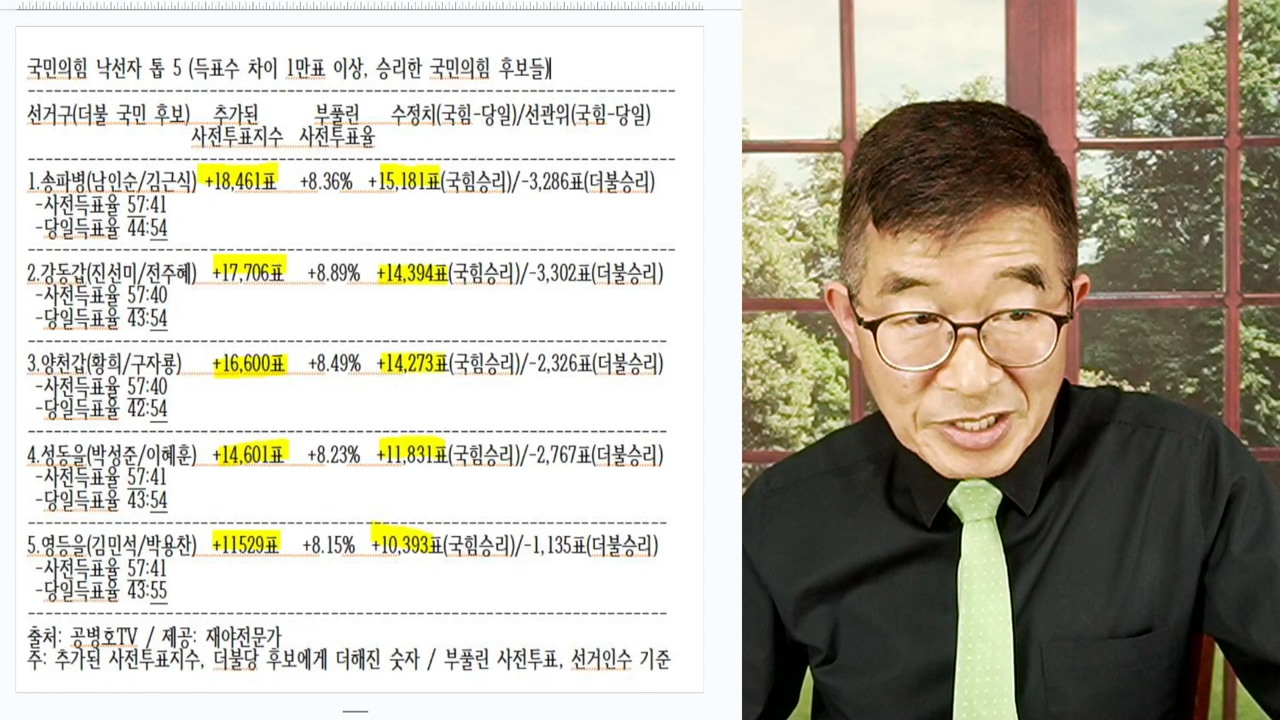 국민의힘 낙선자 톱 5 (득표수 차이 1만표 이상, 승리한 국민의힘 후보들)
선거구(더불 국민 후보) 추가된 부풀린 수정치(국힘-당일)/선관위(국힘-당일)
사전투표지수 사전투표율
1.송파병(남인순/김근식) +18,461표 +8.36% +15,181표(국힘승리)/-3,286표(더불승리)
-사전득표율 57:41
-당일득표율 44:54
2.강동갑(진선미/전주혜) +17,706표 +8.89% +14,394표(국힘승리)/-3,302표(더불승리)
-사전득표율 57:40
-당일득표율 43:54
3.양천갑(황희/구자룡) +16,600표 +8.49% +14,273표(국힘승리)/-2,326표(더불승리)
-사전득표율 57:40
-당일득표율 42:54
4.성동을(박성준/이혜훈) +14,601표 +8.23% +11,831표(국힘승리)/-2,767표(더불승리)
-사전득표율 57:41
-당일득표율 43:54
5.영등을(김민석/박용찬) +11529표 +8.15% +10,393표(국힘승리)/-1,135표(더불승리)
-사전득표율 57:41
-당일득표율 43:55
출처: 공병호TV / 제공: 재야전문가
주: 추가된 사전투표지수, 더불당 후보에게 더해진 숫자 / 부풀린 사전투표, 선거인수 기준